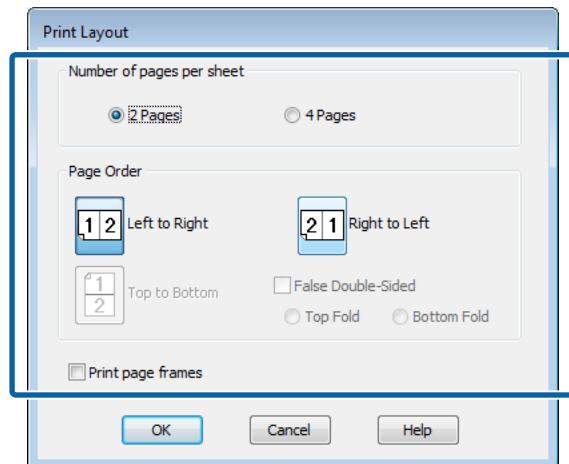 Print Layout
Number of pages per sheet
2 Pages 4 Pages
Page Order
1 2 Left to Right 2 1 Right to Left
1
2
Top to Bottom False Double-Sided
Top Fold Bottom Fold
Print page frames
OK Cancel Help